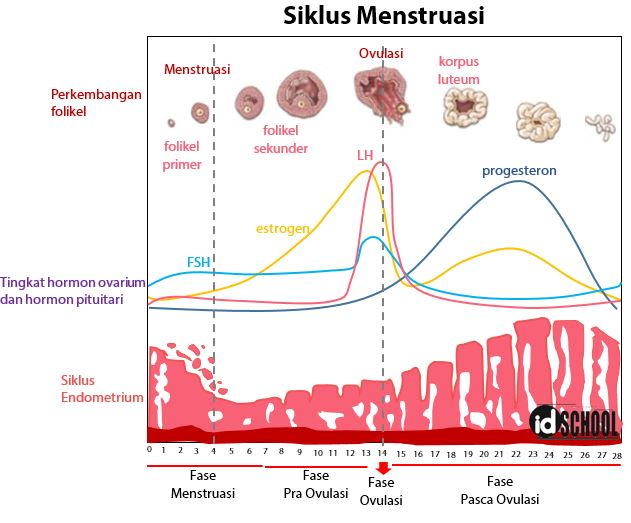 Siklus Menstruasi
Perkembangan
folikel
Menstruasi
Ovulasi
korpus
luteum
folikel
primer
folikel
sekunder
LH
progesteron
estrogen
FSH
Tingkat hormon ovarium
dan hormon pituitari
Siklus
Endometrium
idSCHOOL
0 1 2 3 4 5 6 7 8 9 10 11 12 13 14 15 16 17 18 19 20 21 22 23 24 25 26 27 28
Fase
Menstruasi
Fase
Pra Ovulasi
Fase
Ovulasi
Fase
Pasca Ovulasi